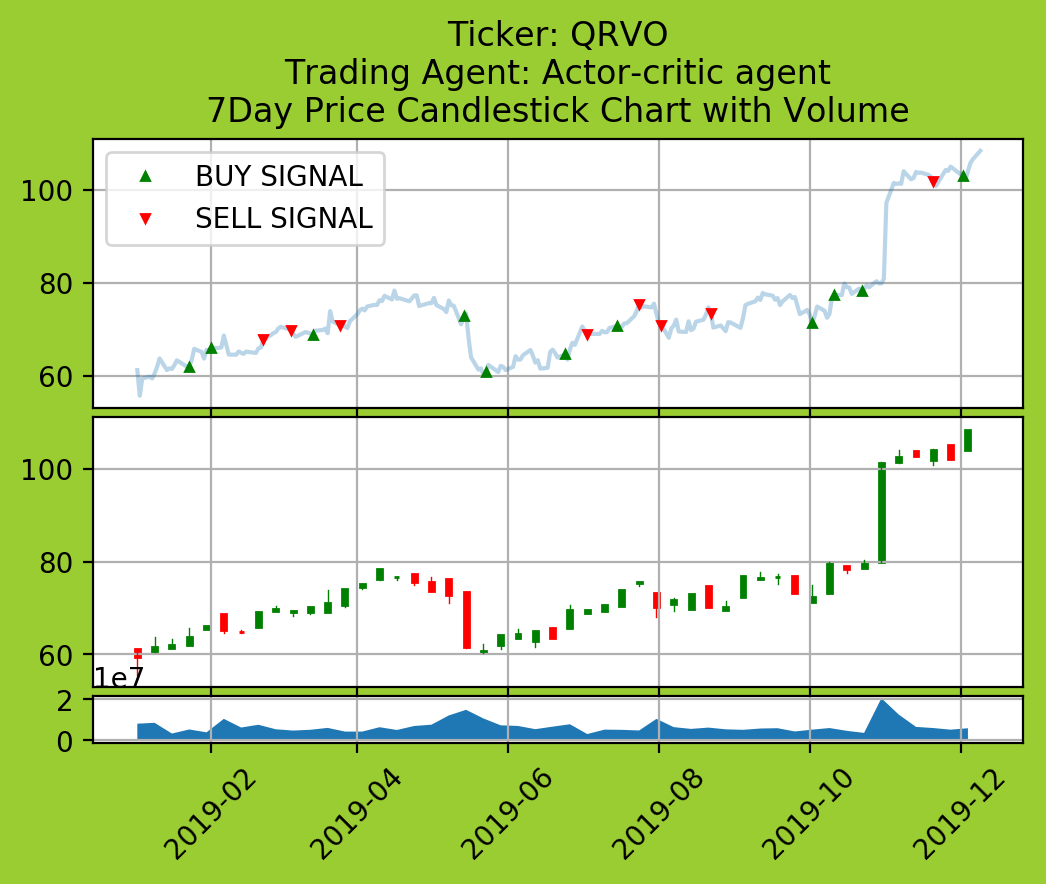 Ticker: QRVO
Trading Agent: Actor-critic agent
7Day Price Candlestick Chart with Volume
BUY SIGNAL
SELL SIGNAL
100
80
60
100
80
60
1e7
2
0
2019-02
2019-04
2019-06
2019-08
2019-10
2019-12